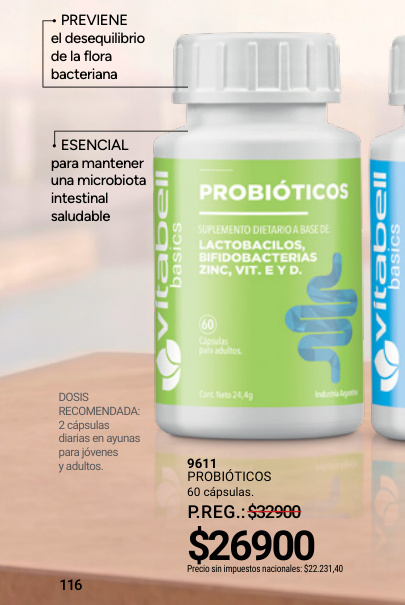 • PREVIENE
el desequilibrio
de la flora
bacteriana
• ESENCIAL
para mantener
una microbiota
intestinal
saludable
vitabell
basics
PROBIÓTICOS
SUPLEMENTO DIETARIO A BASE DE
LACTOBACILOS,
BIFIDOBACTERIAS
ZINC, VIT. E Y D.
60
Cápsulas
para adultos.
Cont. Neto 24,4g
Industria Argentina
vitabell
basics
DOSIS
RECOMENDADA:
2 cápsulas
diarias en ayunas
para jóvenes
y adultos.
9611
PROBIÓTICOS
60 cápsulas.
P.REG.: $32900
$26900
Precio sin impuestos nacionales: $22.231,40
116